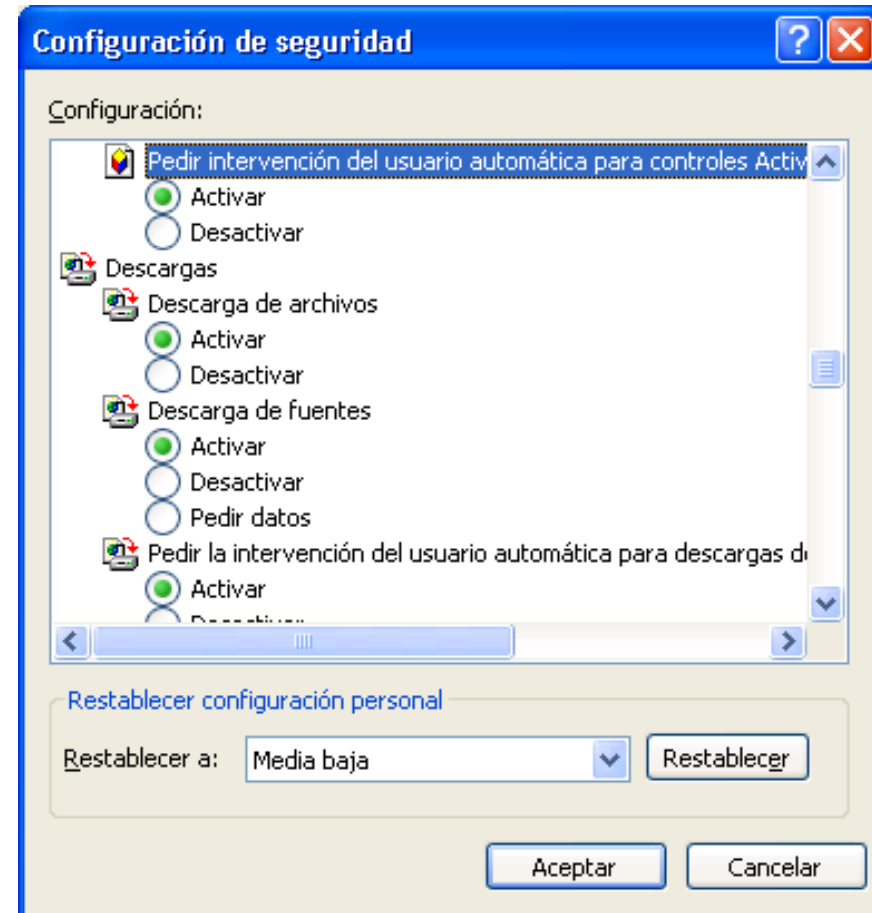 Configuración de seguridad
Configuración:
Pedir intervención del usuario automática para controles Activ
Activar
Desactivar
Descargas
Descarga de archivos
Activar
Desactivar
Descarga de fuentes
Activar
Desactivar
Pedir datos
Pedir la intervención del usuario automática para descargas d
Activar
Desactivar
Restablecer configuración personal
Restablecer a: Media baja Restablecer
Aceptar Cancelar